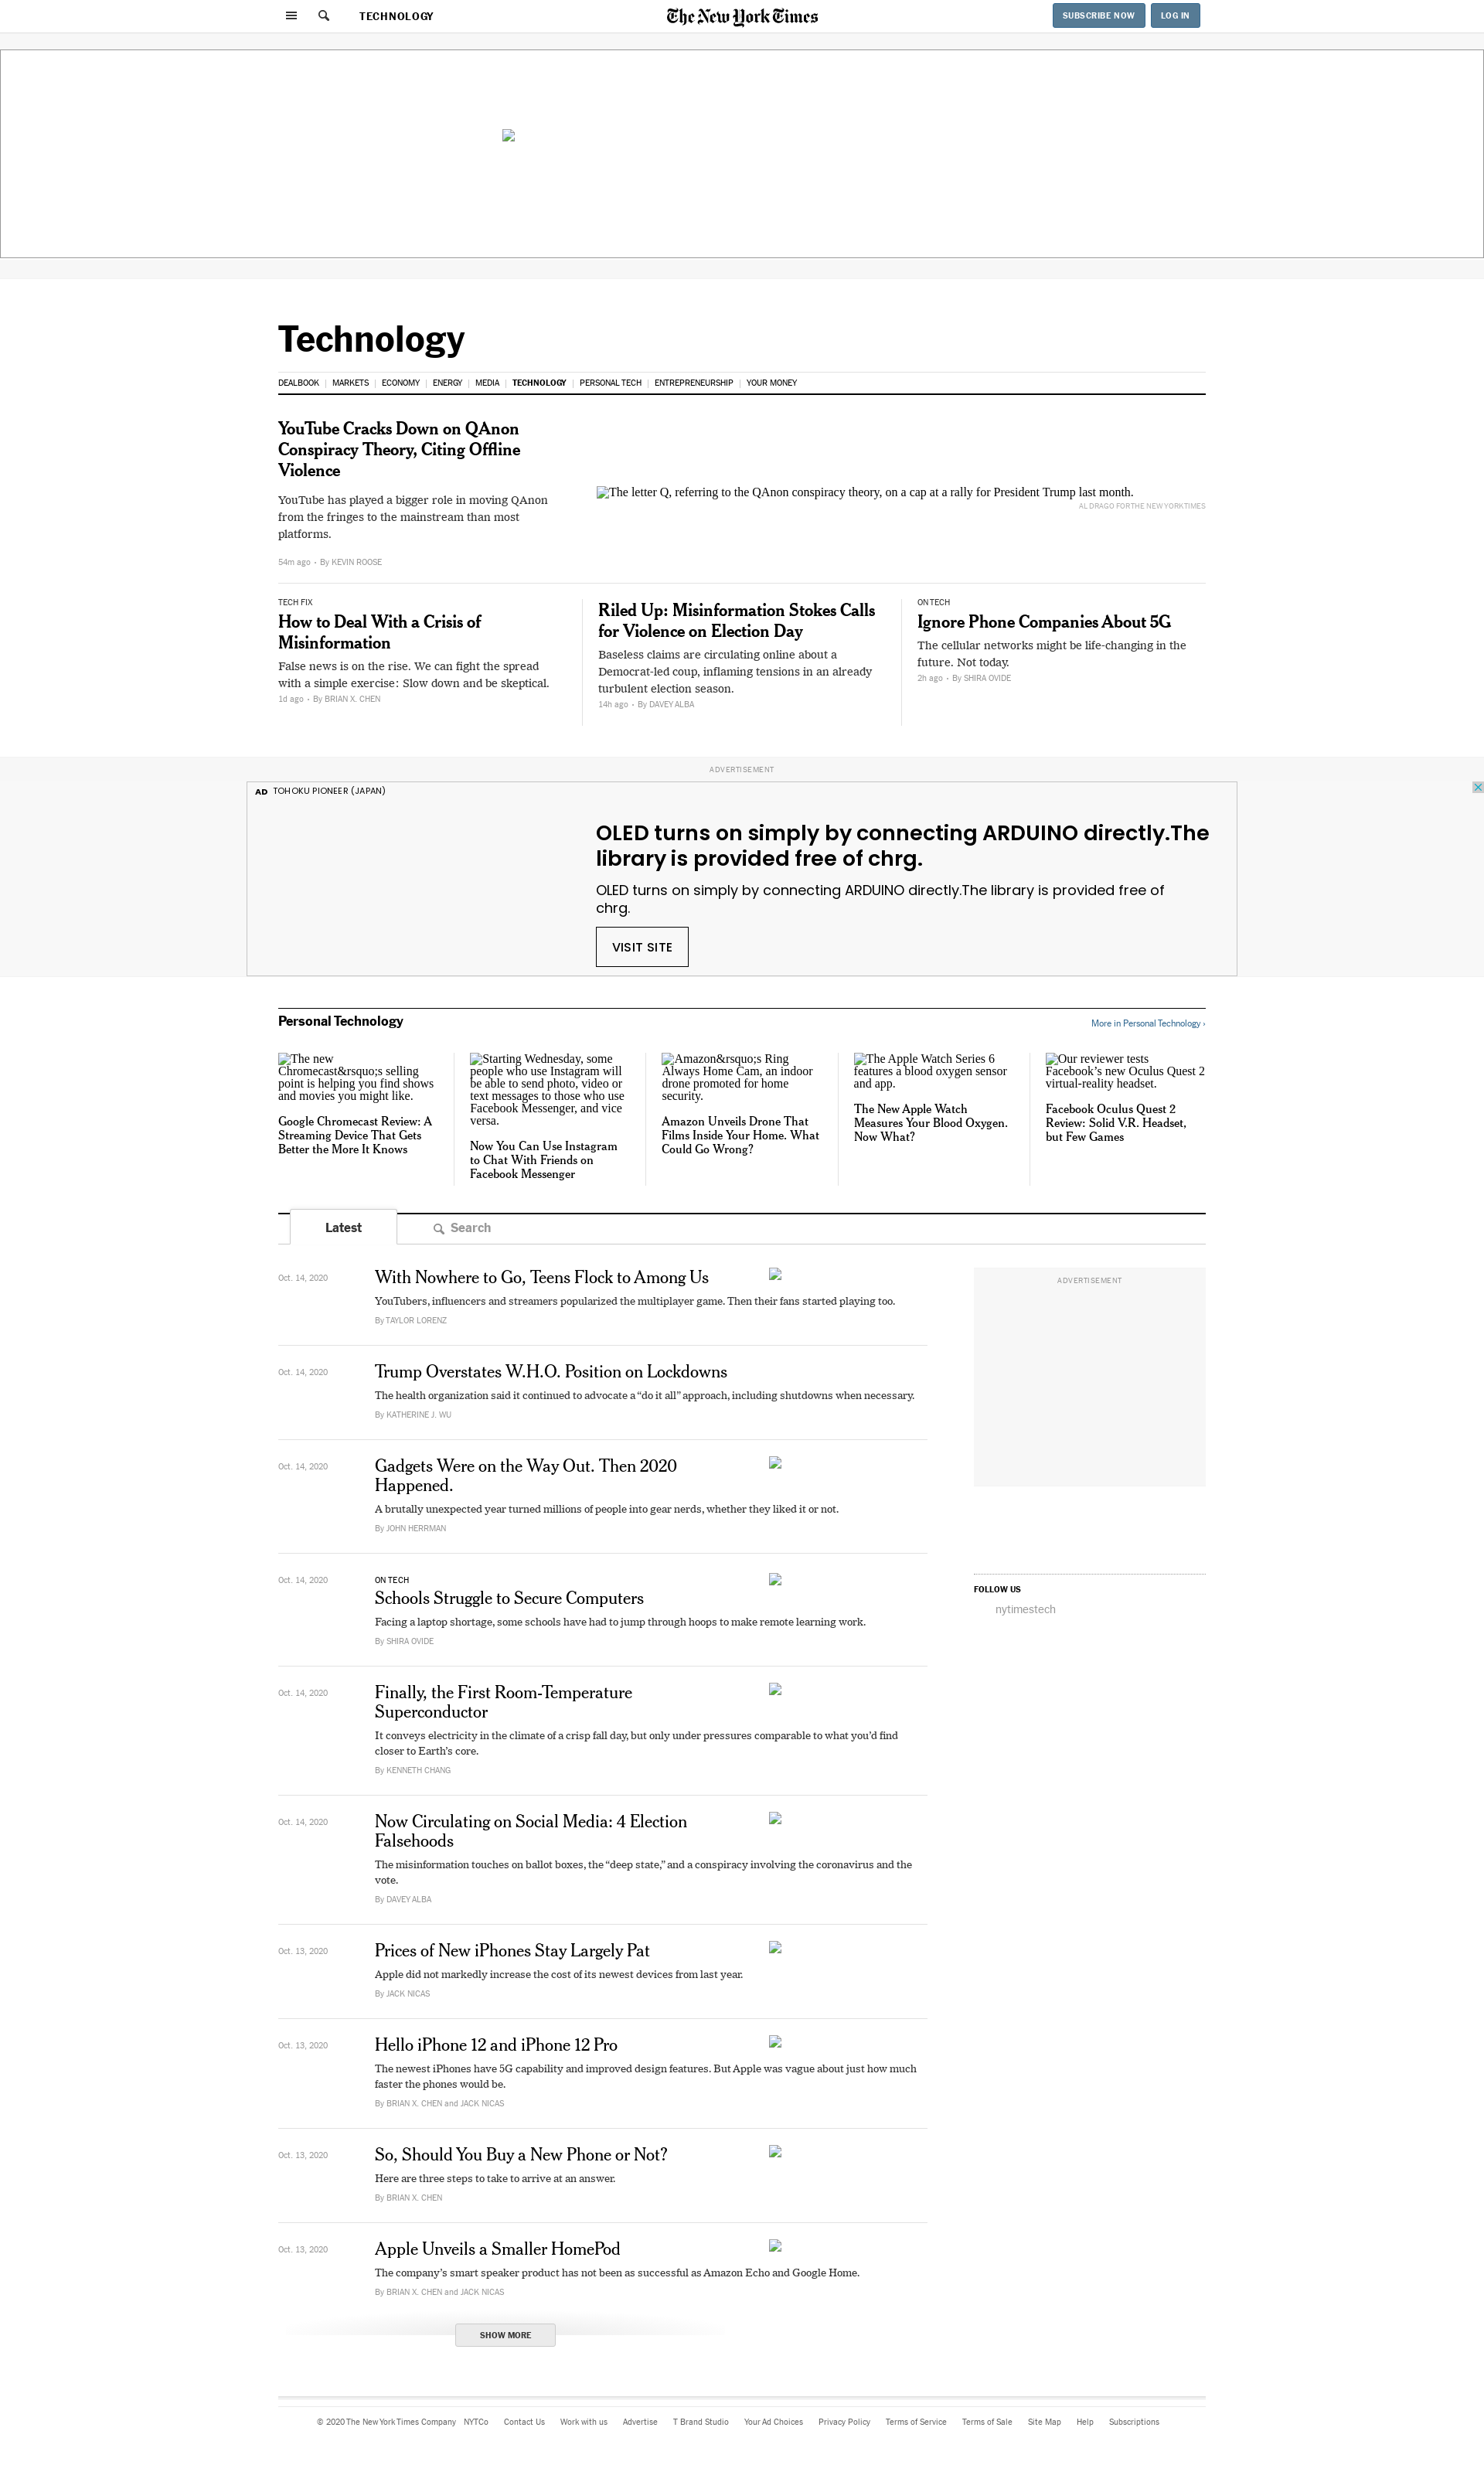 TECHNOLOGY
The New York Times
SUBSCRIBE NOW
LOG IN
Technology
DEALBOOK
MARKETS
ECONOMY
ENERGY
MEDIA
TECHNOLOGY
PERSONAL TECH
ENTREPRENEURSHIP
YOUR MONEY
YouTube Cracks Down on QAnon
Conspiracy Theory, Citing Offline
Violence
YouTube has played a bigger role in moving QAnon
from the fringes to the mainstream than most
platforms.
54m ago • By KEVIN ROOSE
The letter Q, referring to the QAnon conspiracy theory, on a cap at a rally for President Trump last month.
AL DRAGO FOR THE NEW YORK TIMES
TECH FIX
How to Deal With a Crisis of
Misinformation
False news is on the rise. We can fight the spread
with a simple exercise: Slow down and be skeptical.
1d ago • By BRIAN X. CHEN
Riled Up: Misinformation Stokes Calls
for Violence on Election Day
Baseless claims are circulating online about a
Democrat-led coup, inflaming tensions in an already
turbulent election season.
14h ago • By DAVEY ALBA
ON TECH
Ignore Phone Companies About 5G
The cellular networks might be life-changing in the
future. Not today.
2h ago • By SHIRA OVIDE
ADVERTISEMENT
AD TOHOKU PIONEER (JAPAN)
OLED turns on simply by connecting ARDUINO directly.The
library is provided free of chrg.
OLED turns on simply by connecting ARDUINO directly.The library is provided free of
chrg.
VISIT SITE
Personal Technology
More in Personal Technology ›
The new
Chromecast&rsquo;s selling
point is helping you find shows
and movies you might like.
Google Chromecast Review: A
Streaming Device That Gets
Better the More It Knows
Starting Wednesday, some
people who use Instagram will
be able to send photo, video or
text messages to those who use
Facebook Messenger, and vice
versa.
Now You Can Use Instagram
to Chat With Friends on
Facebook Messenger
Amazon&rsquo;s Ring
Always Home Cam, an indoor
drone promoted for home
security.
Amazon Unveils Drone That
Films Inside Your Home. What
Could Go Wrong?
The Apple Watch Series 6
features a blood oxygen sensor
and app.
The New Apple Watch
Measures Your Blood Oxygen.
Now What?
Our reviewer tests
Facebook’s new Oculus Quest 2
virtual-reality headset.
Facebook Oculus Quest 2
Review: Solid V.R. Headset,
but Few Games
Latest
Search
Oct. 14, 2020
With Nowhere to Go, Teens Flock to Among Us
YouTubers, influencers and streamers popularized the multiplayer game. Then their fans started playing too.
By TAYLOR LORENZ
Oct. 14, 2020
Trump Overstates W.H.O. Position on Lockdowns
The health organization said it continued to advocate a “do it all” approach, including shutdowns when necessary.
By KATHERINE J. WU
Oct. 14, 2020
Gadgets Were on the Way Out. Then 2020
Happened.
A brutally unexpected year turned millions of people into gear nerds, whether they liked it or not.
By JOHN HERRMAN
Oct. 14, 2020
ON TECH
Schools Struggle to Secure Computers
Facing a laptop shortage, some schools have had to jump through hoops to make remote learning work.
By SHIRA OVIDE
Oct. 14, 2020
Finally, the First Room-Temperature
Superconductor
It conveys electricity in the climate of a crisp fall day, but only under pressures comparable to what you’d find
closer to Earth’s core.
By KENNETH CHANG
Oct. 14, 2020
Now Circulating on Social Media: 4 Election
Falsehoods
The misinformation touches on ballot boxes, the “deep state,” and a conspiracy involving the coronavirus and the
vote.
By DAVEY ALBA
Oct. 13, 2020
Prices of New iPhones Stay Largely Pat
Apple did not markedly increase the cost of its newest devices from last year.
By JACK NICAS
Oct. 13, 2020
Hello iPhone 12 and iPhone 12 Pro
The newest iPhones have 5G capability and improved design features. But Apple was vague about just how much
faster the phones would be.
By BRIAN X. CHEN and JACK NICAS
Oct. 13, 2020
So, Should You Buy a New Phone or Not?
Here are three steps to take to arrive at an answer.
By BRIAN X. CHEN
Oct. 13, 2020
Apple Unveils a Smaller HomePod
The company’s smart speaker product has not been as successful as Amazon Echo and Google Home.
By BRIAN X. CHEN and JACK NICAS
SHOW MORE
ADVERTISEMENT
FOLLOW US
nytimestech
© 2020 The New York Times Company NYTCo Contact Us Work with us Advertise T Brand Studio Your Ad Choices Privacy Policy Terms of Service Terms of Sale Site Map Help Subscriptions